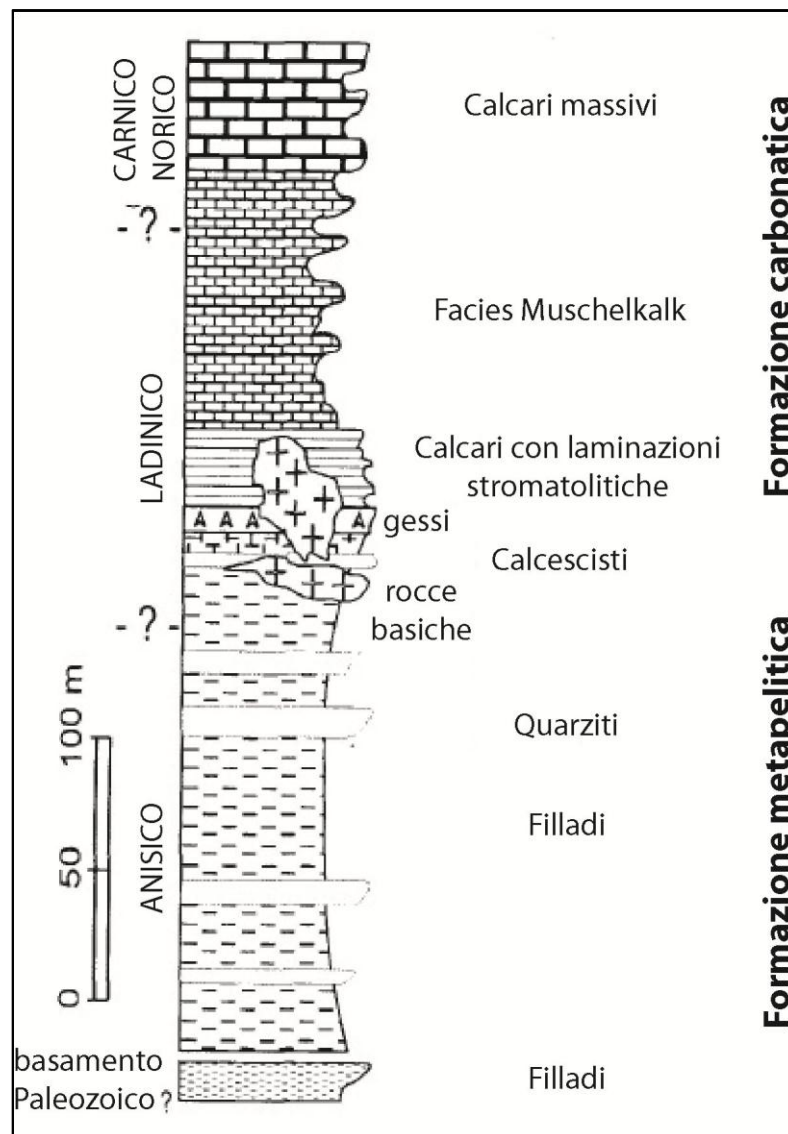 CARNICO
NORICO
Calcari massivi
- ? -
Facies Muschelkalk
Formazione carbonatica
LADINICO
Calcari con laminazioni
stromatolitiche
A A A A
gessi
Calcescisti
rocce
basiche
- ? -
100 m
50
0
Quarziti
ANISICO
Filladi
Formazione metapelitica
basamento
Paleozoico ?
Filladi